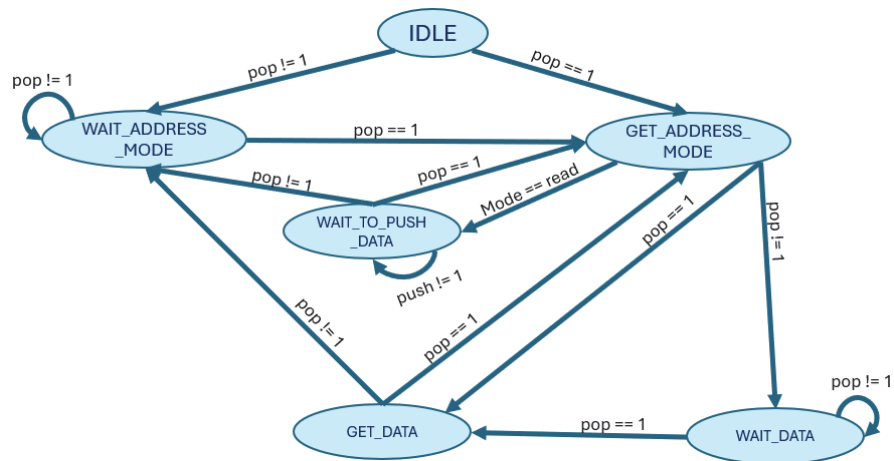 IDLE
pop != 1
pop == 1
pop != 1
WAIT_ADDRESS
_MODE
pop == 1
GET_ADDRESS_
MODE
pop != 1
pop == 1
Mode == read
WAIT_TO_PUSH
_DATA
push != 1
pop == 1
pop != 1
pop != 1
pop == 1
GET_DATA
pop == 1
WAIT_DATA
pop != 1